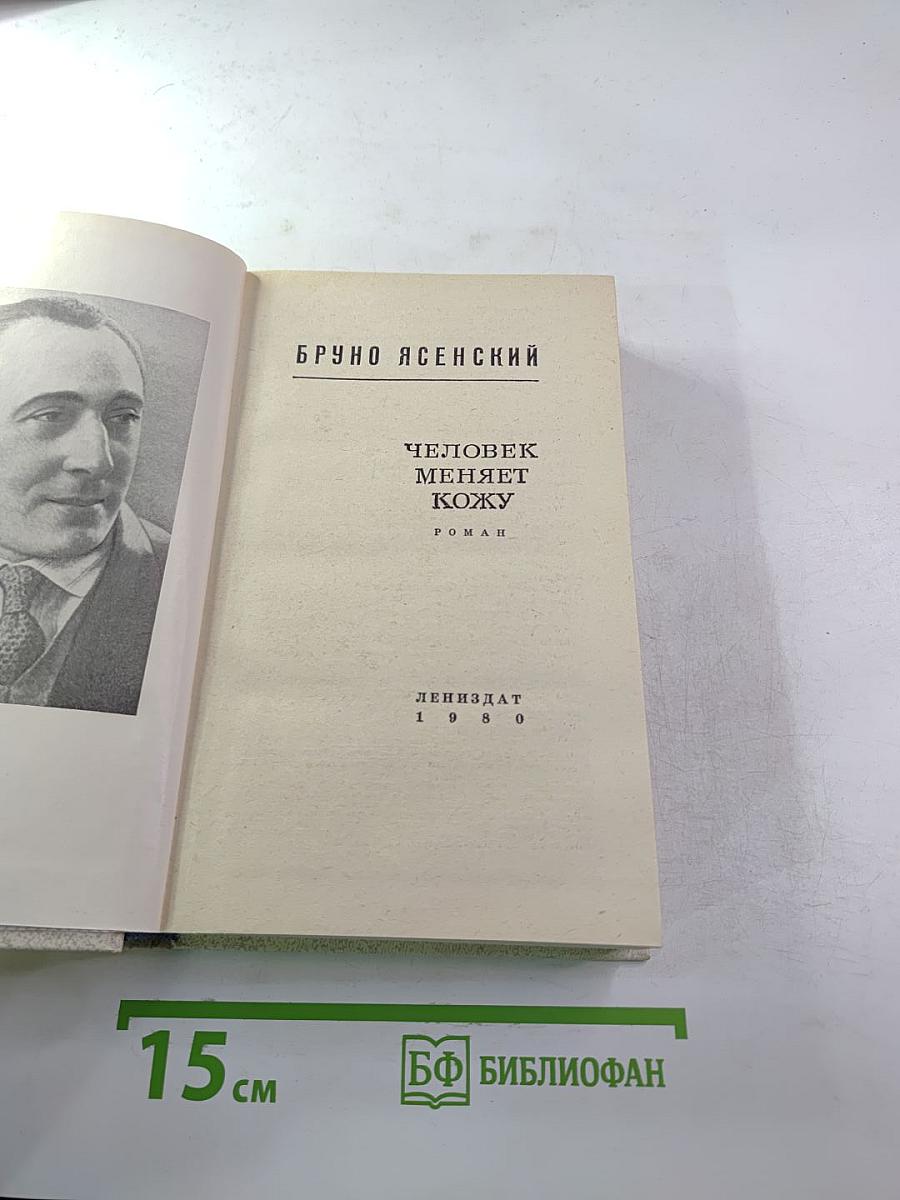 БРУНО ЯСЕНСКИЙ
ЧЕЛОВЕК
МЕНЯЕТ
КОЖУ
РОМАН
ЛЕНИЗДАТ
1980
15 см
БФ БИБЛИОФАН